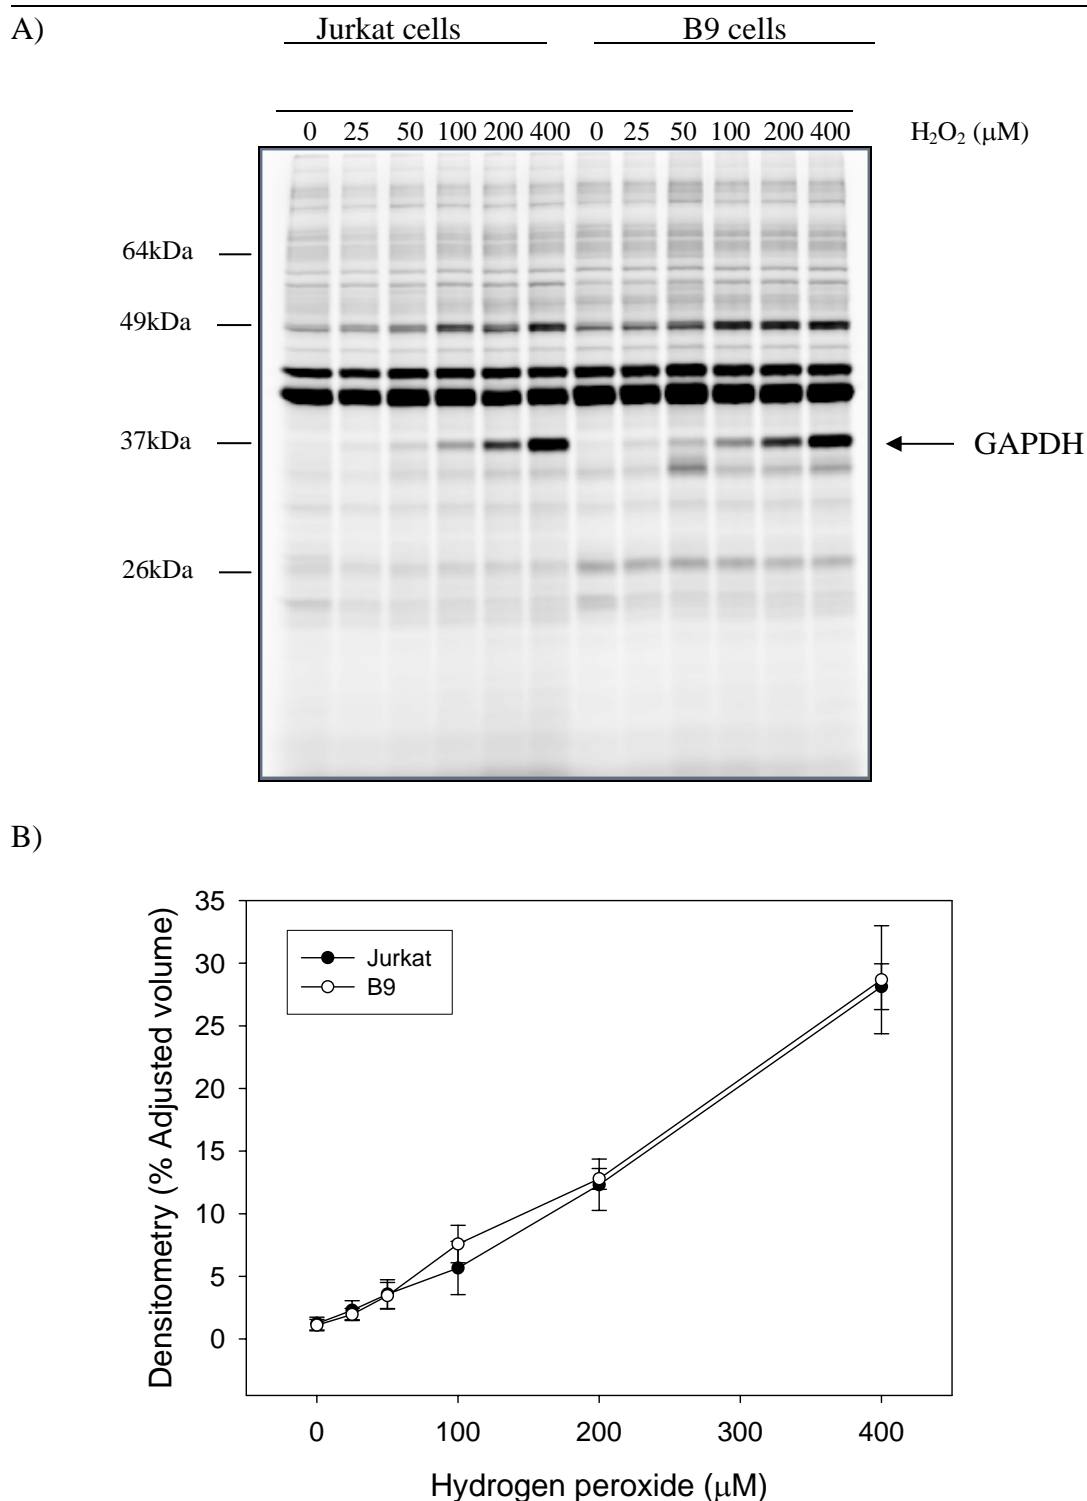 A)
Jurkat cells B9 cells
0 25 50 100 200 400 0 25 50 100 200 400 H₂O₂ (µM)
64kDa
49kDa
37kDa GAPDH
26kDa
B)
35
30
25
20
15
10
5
0
Densitometry (% Adjusted volume)
Jurkat
B9
0 100 200 300 400
Hydrogen peroxide (µM)